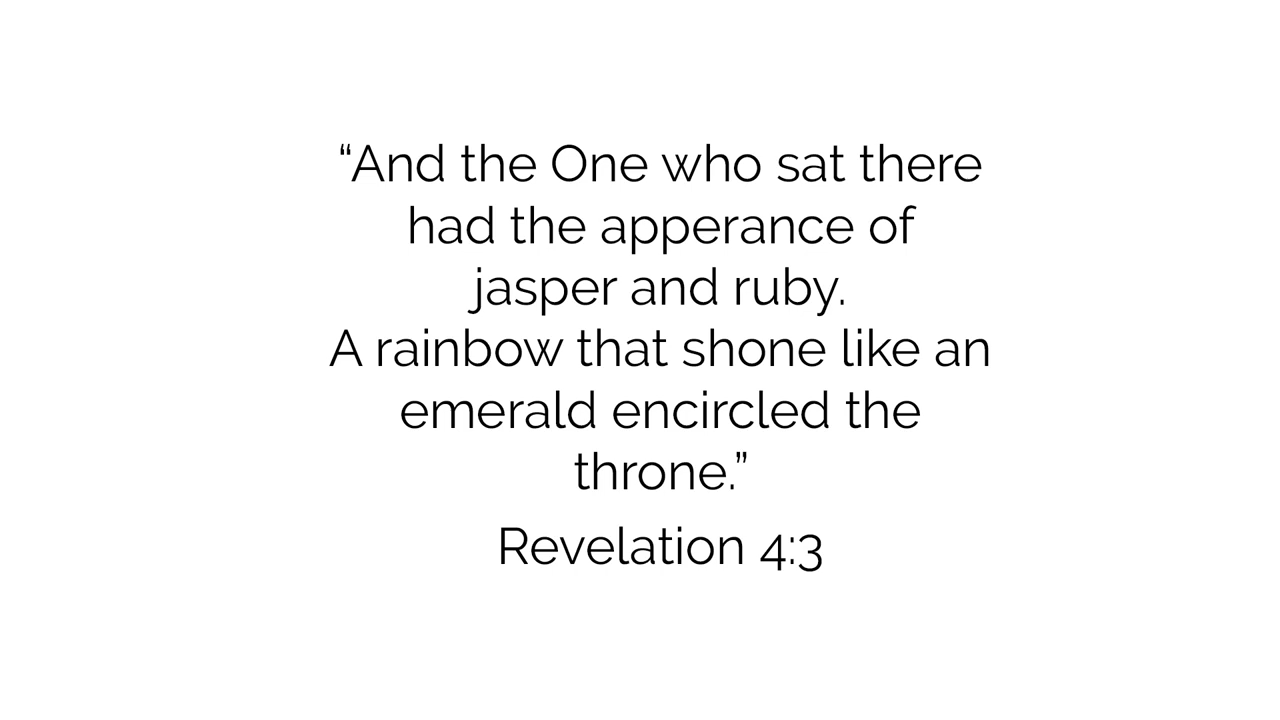 “And the One who sat there
had the apperance of
jasper and ruby.
A rainbow that shone like an
emerald encircled the
throne.”
Revelation 4:3